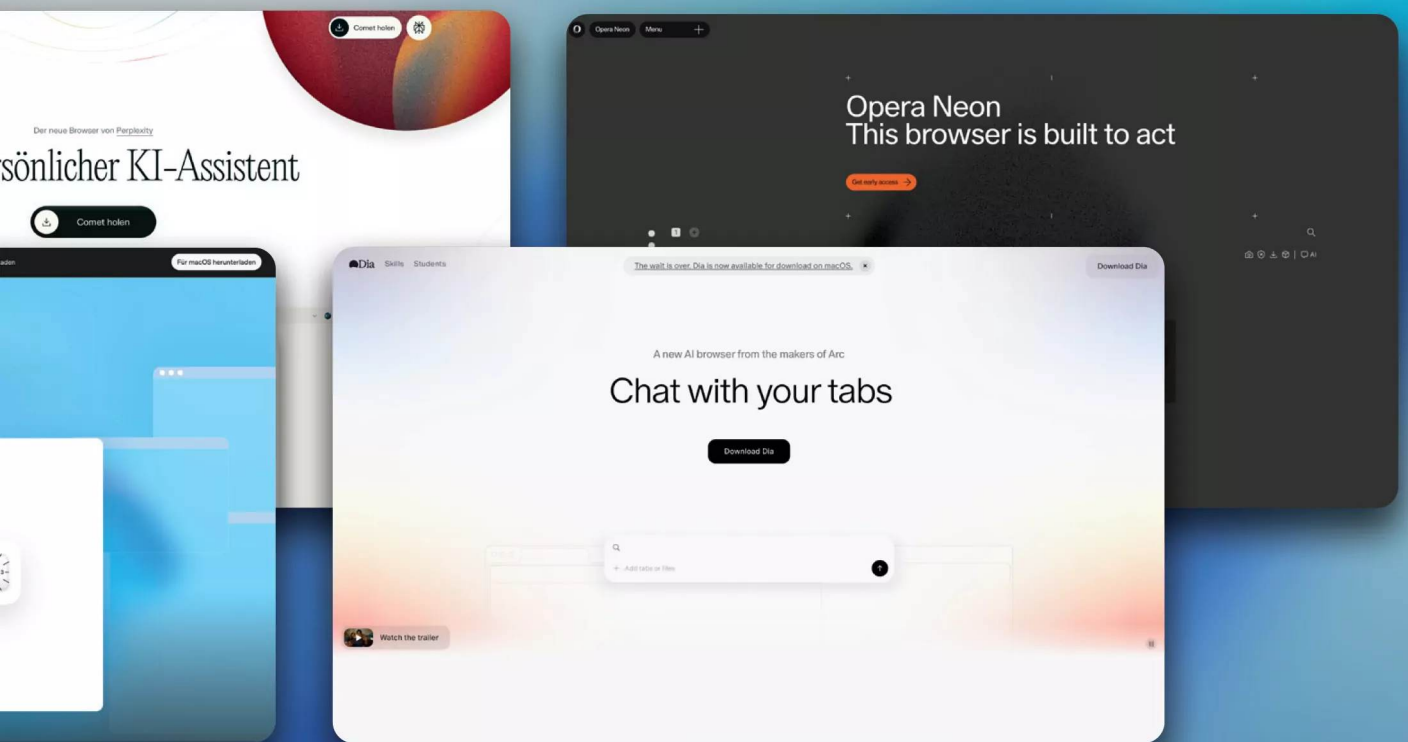 Comet holen
Der neue Browser von Perplexity
sönlicher KI-Assistent
Comet holen
Opera Neon
Menu
Opera Neon
This browser is built to act
Get early access
1
AI
aden
Für macOS herunterladen
Dia
Skills
Students
The wait is over. Dia is now available for download on macOS.
Download Dia
A new AI browser from the makers of Arc
Chat with your tabs
Download Dia
Add tabs or files
Watch the trailer
3